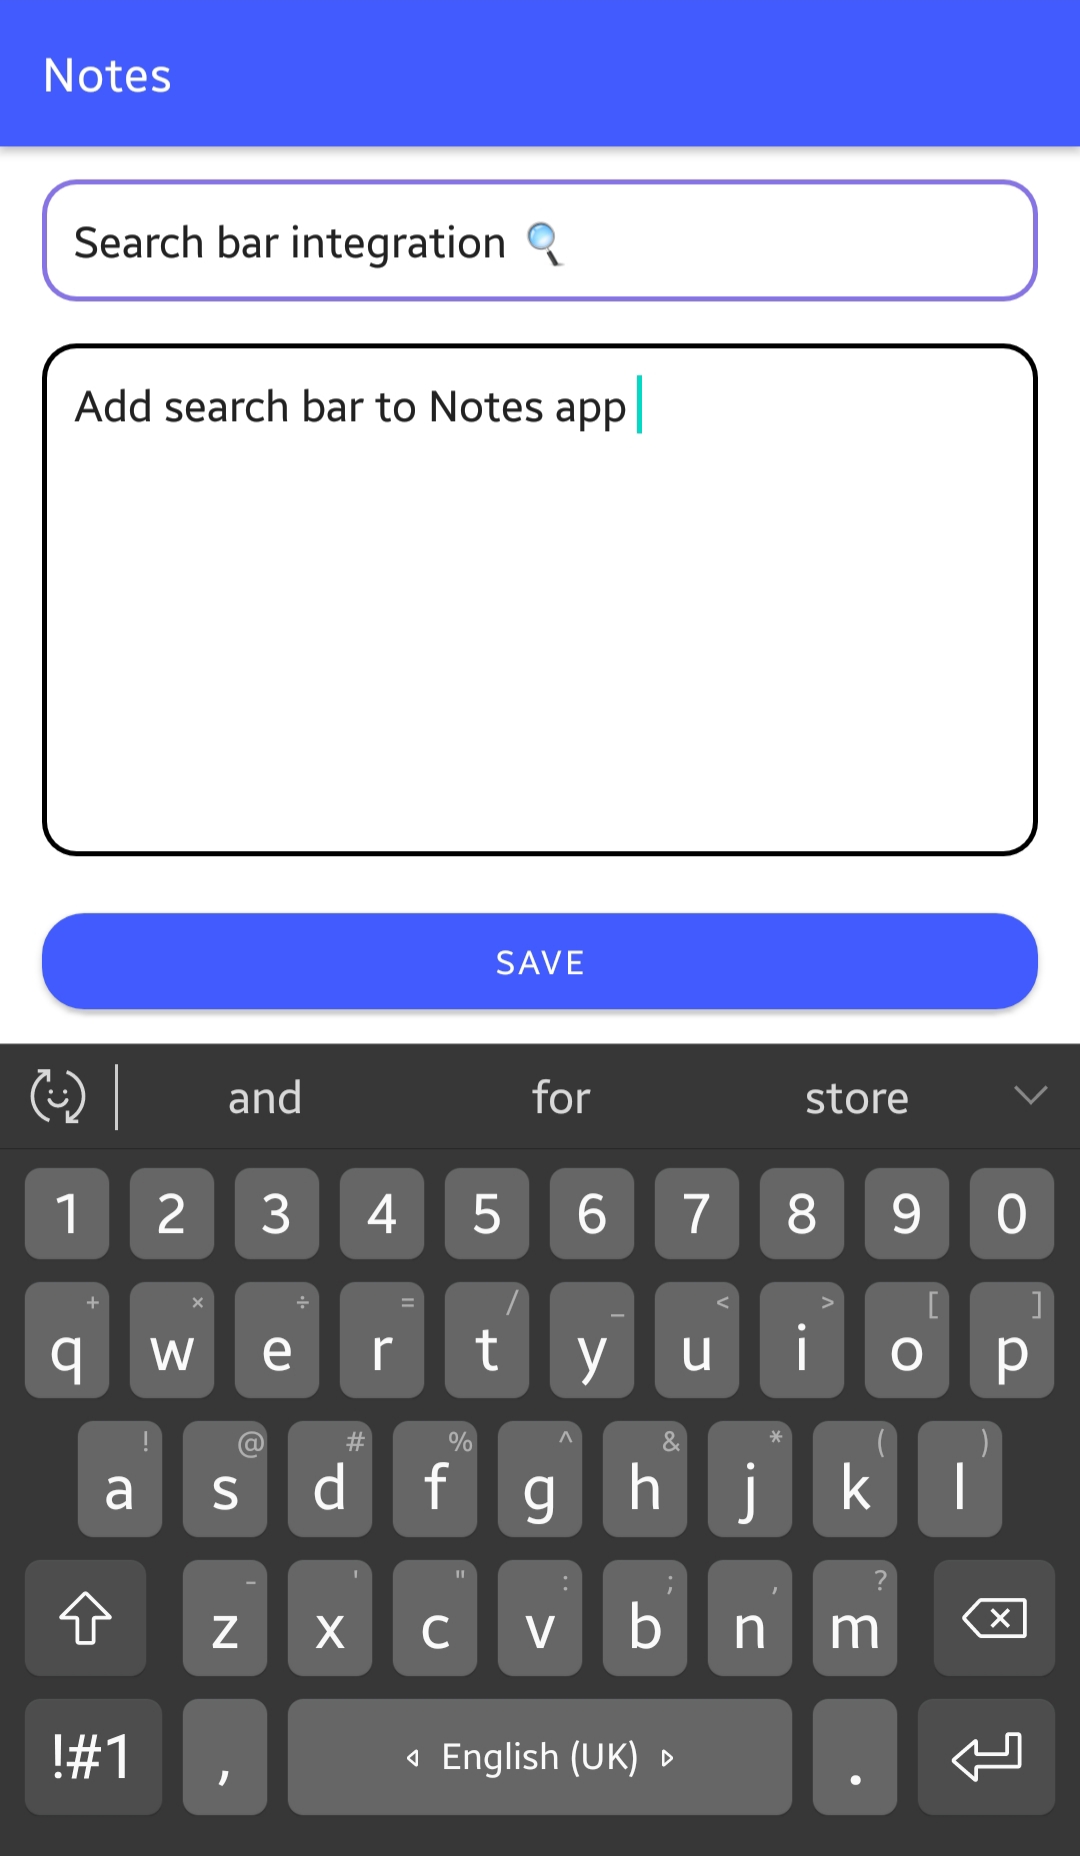 Notes
Search bar integration 🔍
Add search bar to Notes app
SAVE
and for store
1 2 3 4 5 6 7 8 9 0
+ × ÷ = / _ < > [ ]
q w e r t y u i o p
! @ # % ^ & * ( )
a s d f g h j k l
- ' " : ; , ?
z x c v b n m
!#1 , English (UK) .